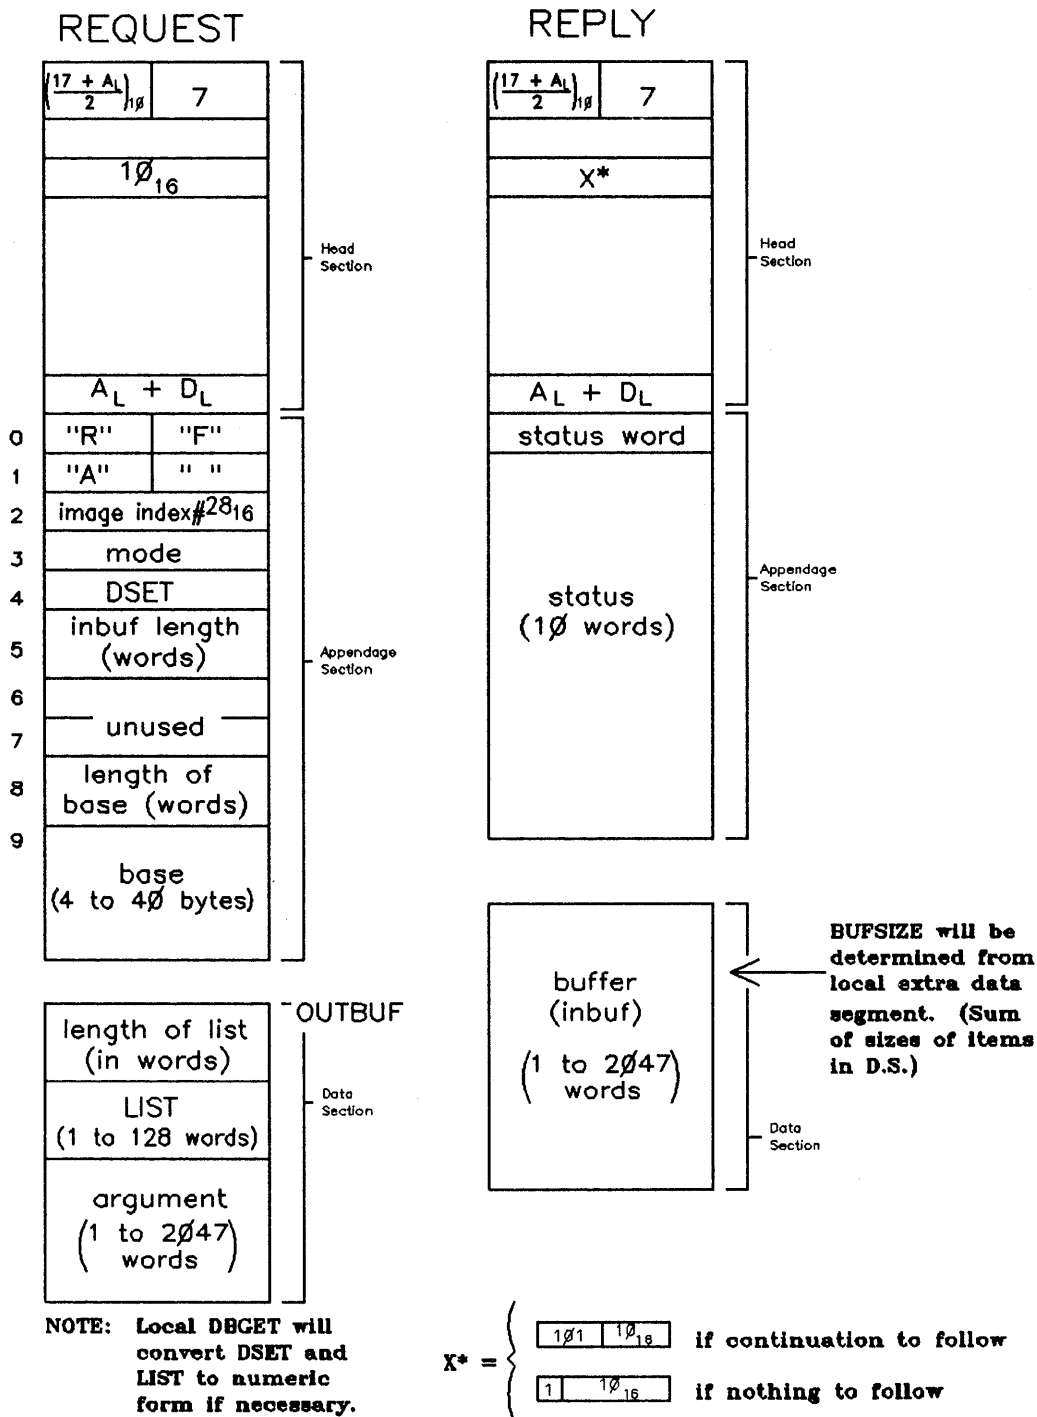 REQUEST
(17 + AL / 2)1Ø 7
1Ø16
Head
Section
AL + DL
0 "R" "F"
1 "A" " "
2 image index#2816
3 mode
4 DSET
5 inbuf length
(words)
6
7 unused
8 length of
base (words)
9
base
(4 to 4Ø bytes)
Appendage
Section
OUTBUF
length of list
(in words)
LIST
(1 to 128 words)
argument
(1 to 2Ø47)
words
Data
Section
NOTE: Local DBGET will
convert DSET and
LIST to numeric
form if necessary.
REPLY
(17 + AL / 2)1Ø 7
X*
Head
Section
AL + DL
status word
status
(1Ø words)
Appendage
Section
buffer
(inbuf)
(1 to 2Ø47)
words
Data
Section
BUFSIZE will be
determined from
local extra data
segment. (Sum
of sizes of items
in D.S.)
X* =
1Ø1 1Ø16 if continuation to follow
1 1Ø16 if nothing to follow